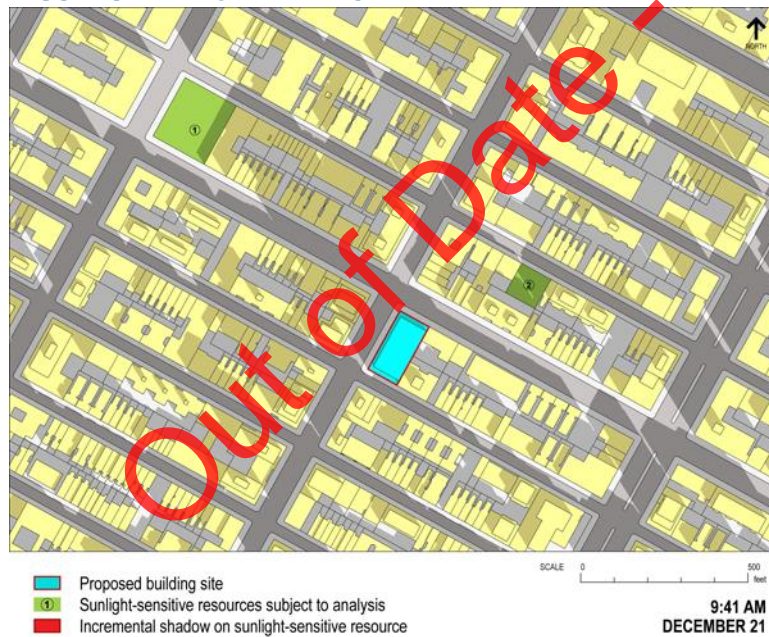 NORTH
①
②
Out of Date -
SCALE 0 500
feet
Proposed building site
① Sunlight-sensitive resources subject to analysis
Incremental shadow on sunlight-sensitive resource
9:41 AM
DECEMBER 21